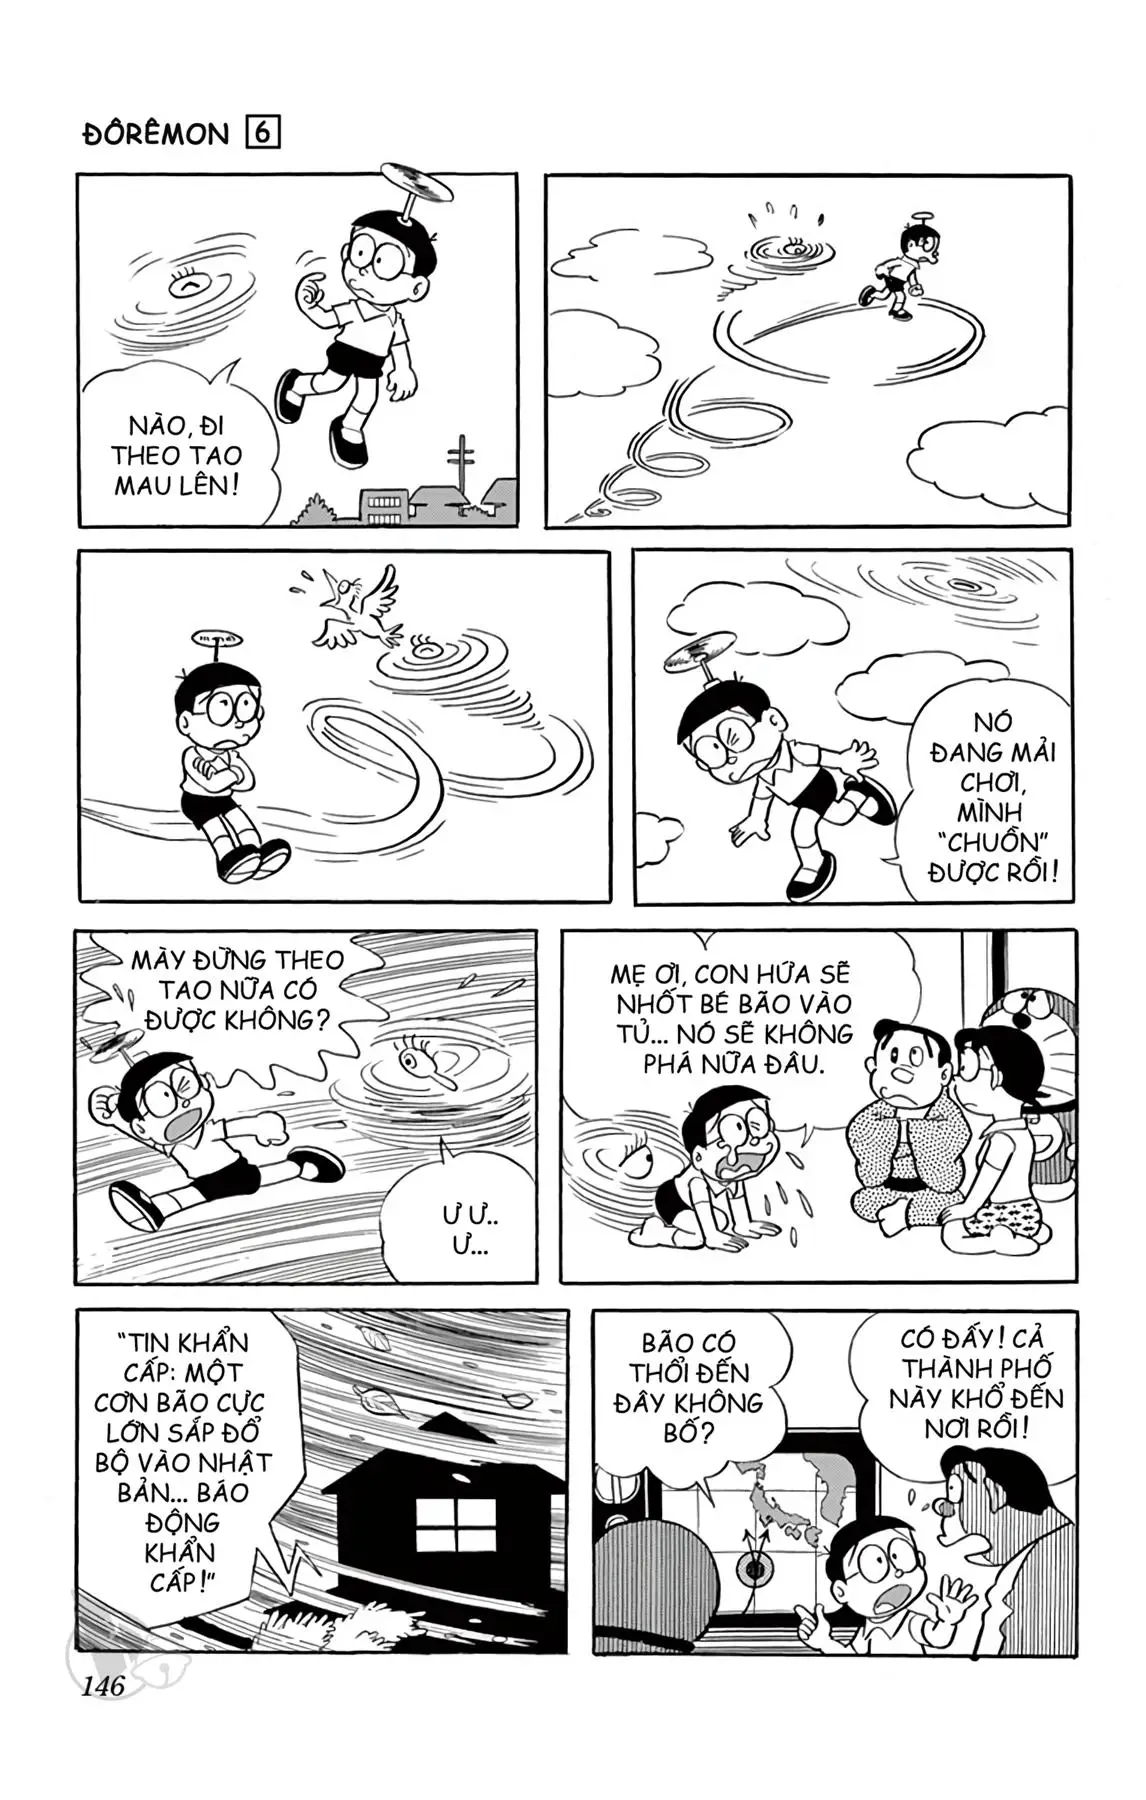 ĐÔRÊMON 6
NÀO, ĐI
THEO TAO
MAU LÊN!
NÓ
ĐANG MẢI
CHƠI,
MÌNH
"CHUỒN"
ĐƯỢC RỒI!
MÀY ĐỪNG THEO
TAO NỮA CÓ
ĐƯỢC KHÔNG?
Ư Ư..
Ư...
MẸ ƠI, CON HỨA SẼ
NHỐT BÉ BÃO VÀO
TỦ... NÓ SẼ KHÔNG
PHÁ NỮA ĐÂU.
"TIN KHẨN
CẤP: MỘT
CƠN BÃO CỰC
LỚN SẮP ĐỔ
BỘ VÀO NHẬT
BẢN... BÁO
ĐỘNG
KHẨN
CẤP!"
BÃO CÓ
THỔI ĐẾN
ĐÂY KHÔNG
BỐ?
CÓ ĐẤY! CẢ
THÀNH PHỐ
NÀY KHỔ ĐẾN
NƠI RỒI!
146